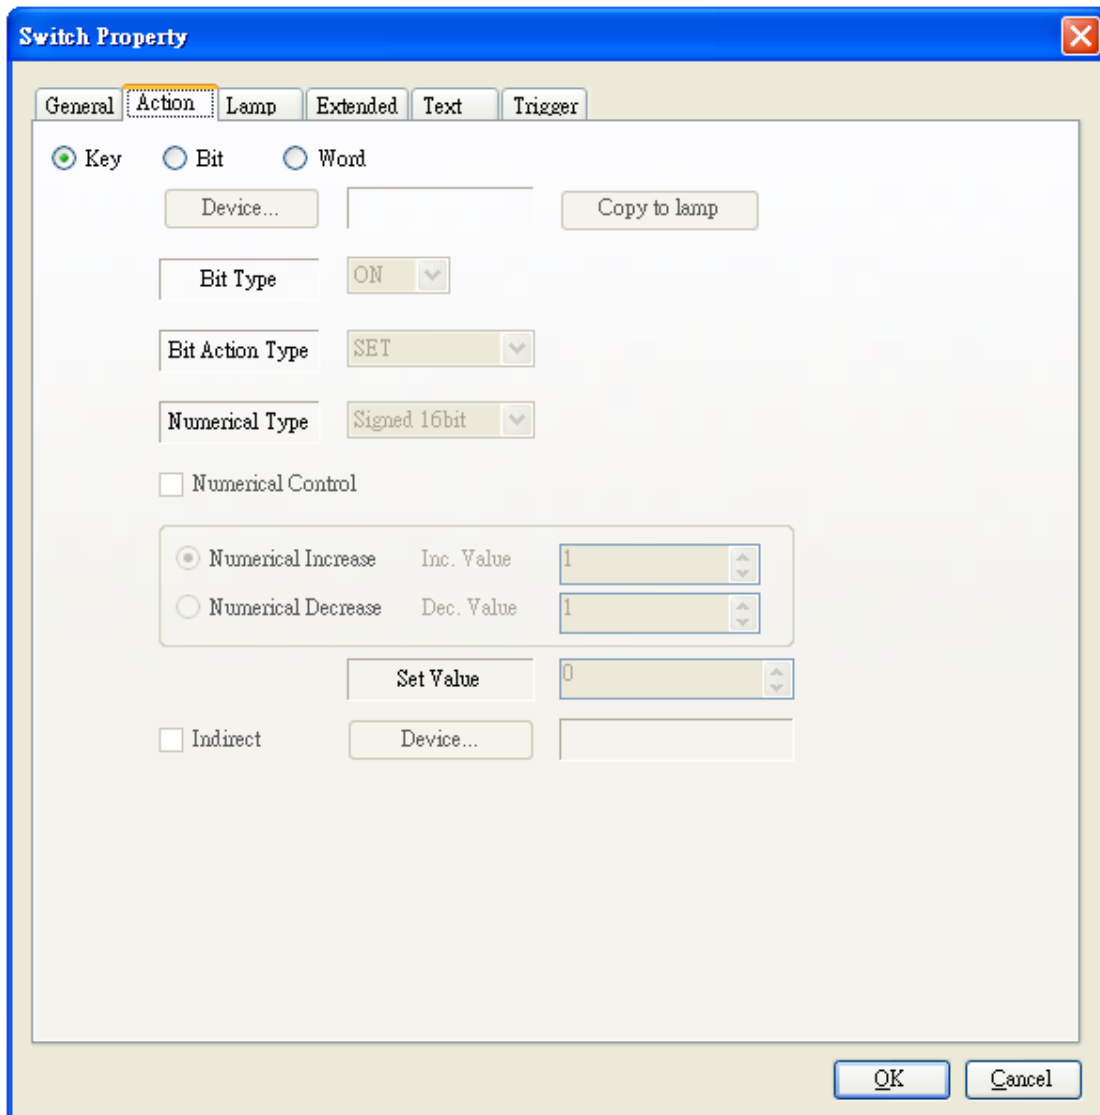 Switch Property
General Action Lamp Extended Text Trigger
Key Bit Word
Device... Copy to lamp
Bit Type ON
Bit Action Type SET
Numerical Type Signed 16bit
Numerical Control
Numerical Increase Inc. Value 1
Numerical Decrease Dec. Value 1
Set Value 0
Indirect Device...
OK Cancel